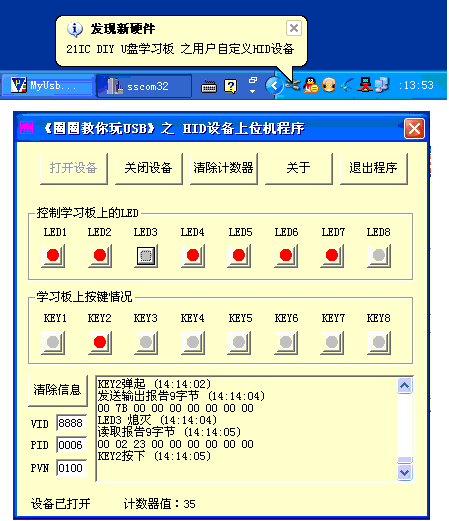 发现新硬件
21IC DIY U盘学习板 之用户自定义HID设备
MyUsb... sscom32 :13:53
《圈圈教你玩USB》之 HID设备上位机程序
打开设备 关闭设备 清除计数器 关于 退出程序
控制学习板上的LED
LED1 LED2 LED3 LED4 LED5 LED6 LED7 LED8
学习板上按键情况
KEY1 KEY2 KEY3 KEY4 KEY5 KEY6 KEY7 KEY8
清除信息
VID 8888
PID 0006
PVN 0100
KEY2弹起 (14:14:02)
发送输出报告9字节 (14:14:04)
00 7B 00 00 00 00 00 00 00
LED3 熄灭 (14:14:04)
读取报告9字节 (14:14:05)
00 02 23 00 00 00 00 00 00
KEY2按下 (14:14:05)
设备已打开 计数器值：35